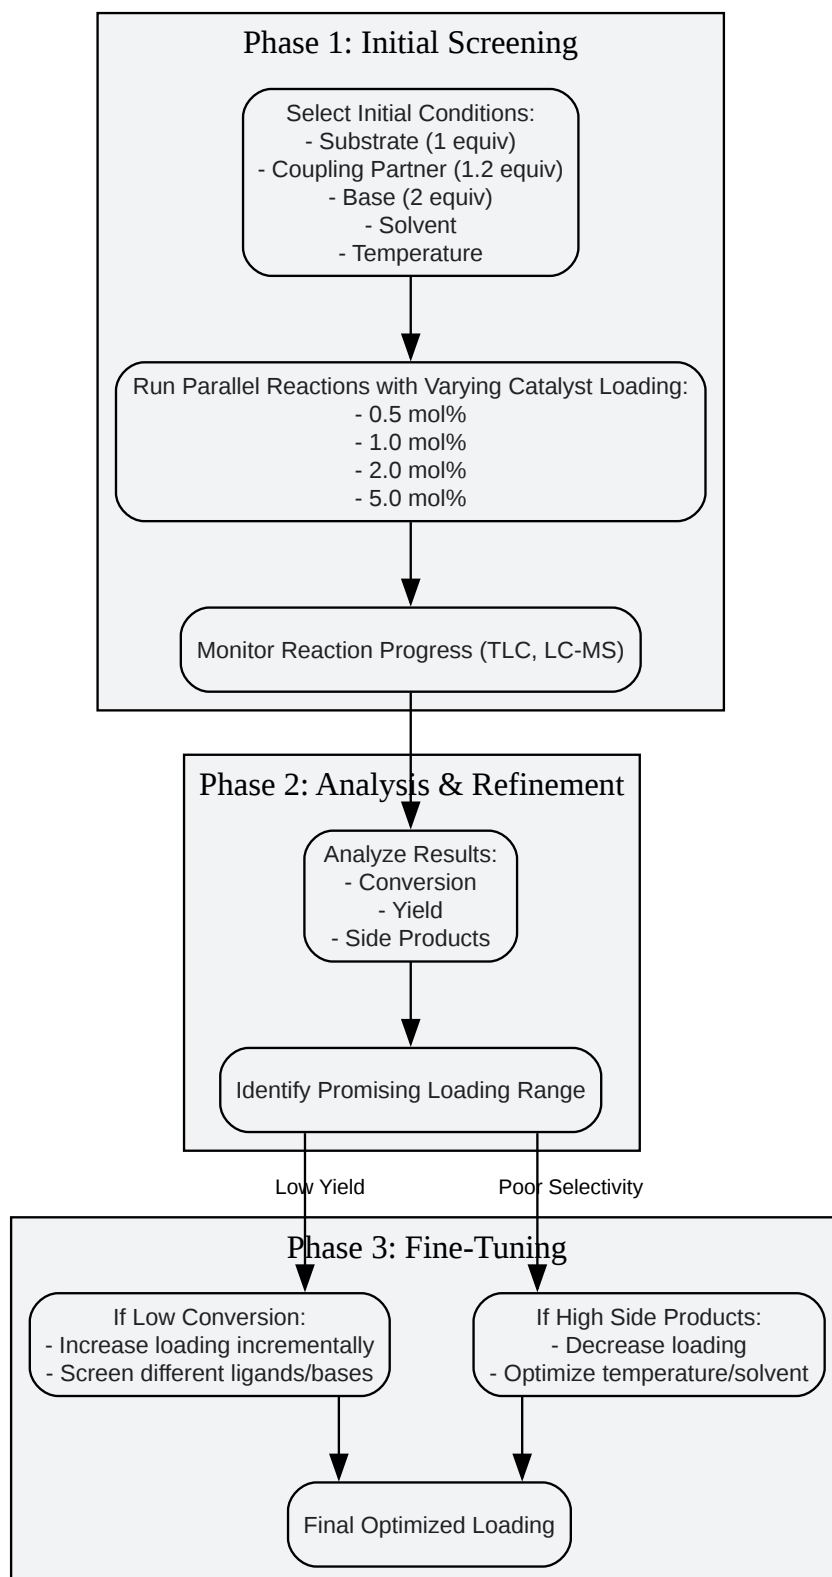 Phase 1: Initial Screening
Select Initial Conditions:
- Substrate (1 equiv)
- Coupling Partner (1.2 equiv)
- Base (2 equiv)
- Solvent
- Temperature
Run Parallel Reactions with Varying Catalyst Loading:
- 0.5 mol%
- 1.0 mol%
- 2.0 mol%
- 5.0 mol%
Monitor Reaction Progress (TLC, LC-MS)
Phase 2: Analysis & Refinement
Analyze Results:
- Conversion
- Yield
- Side Products
Identify Promising Loading Range
Low Yield
Poor Selectivity
Phase 3: Fine-Tuning
If Low Conversion:
- Increase loading incrementally
- Screen different ligands/bases
If High Side Products:
- Decrease loading
- Optimize temperature/solvent
Final Optimized Loading